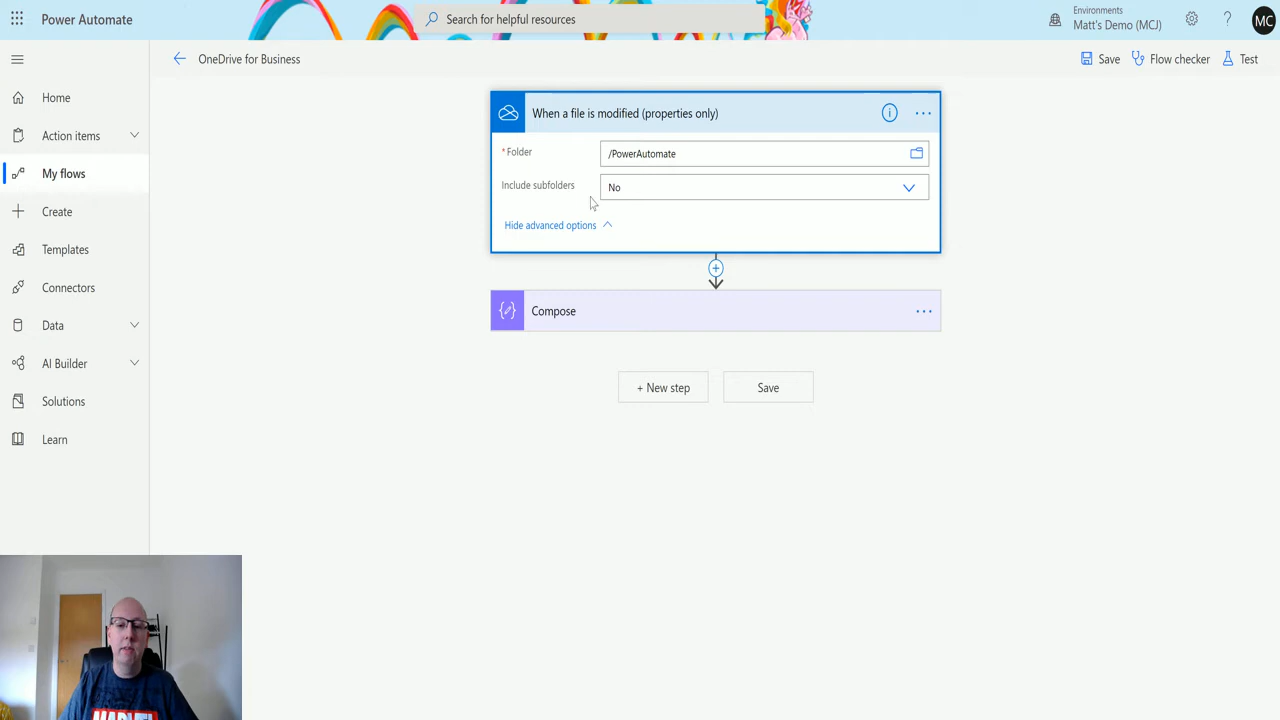 Power Automate
Search for helpful resources
Environments
Matt's Demo (MCJ)
?
MC
OneDrive for Business
Save
Flow checker
Test
Home
Action items
My flows
Create
Templates
Connectors
Data
AI Builder
Solutions
Learn
When a file is modified (properties only)
* Folder
/PowerAutomate
Include subfolders
No
Hide advanced options
Compose
+ New step
Save
MARVEL